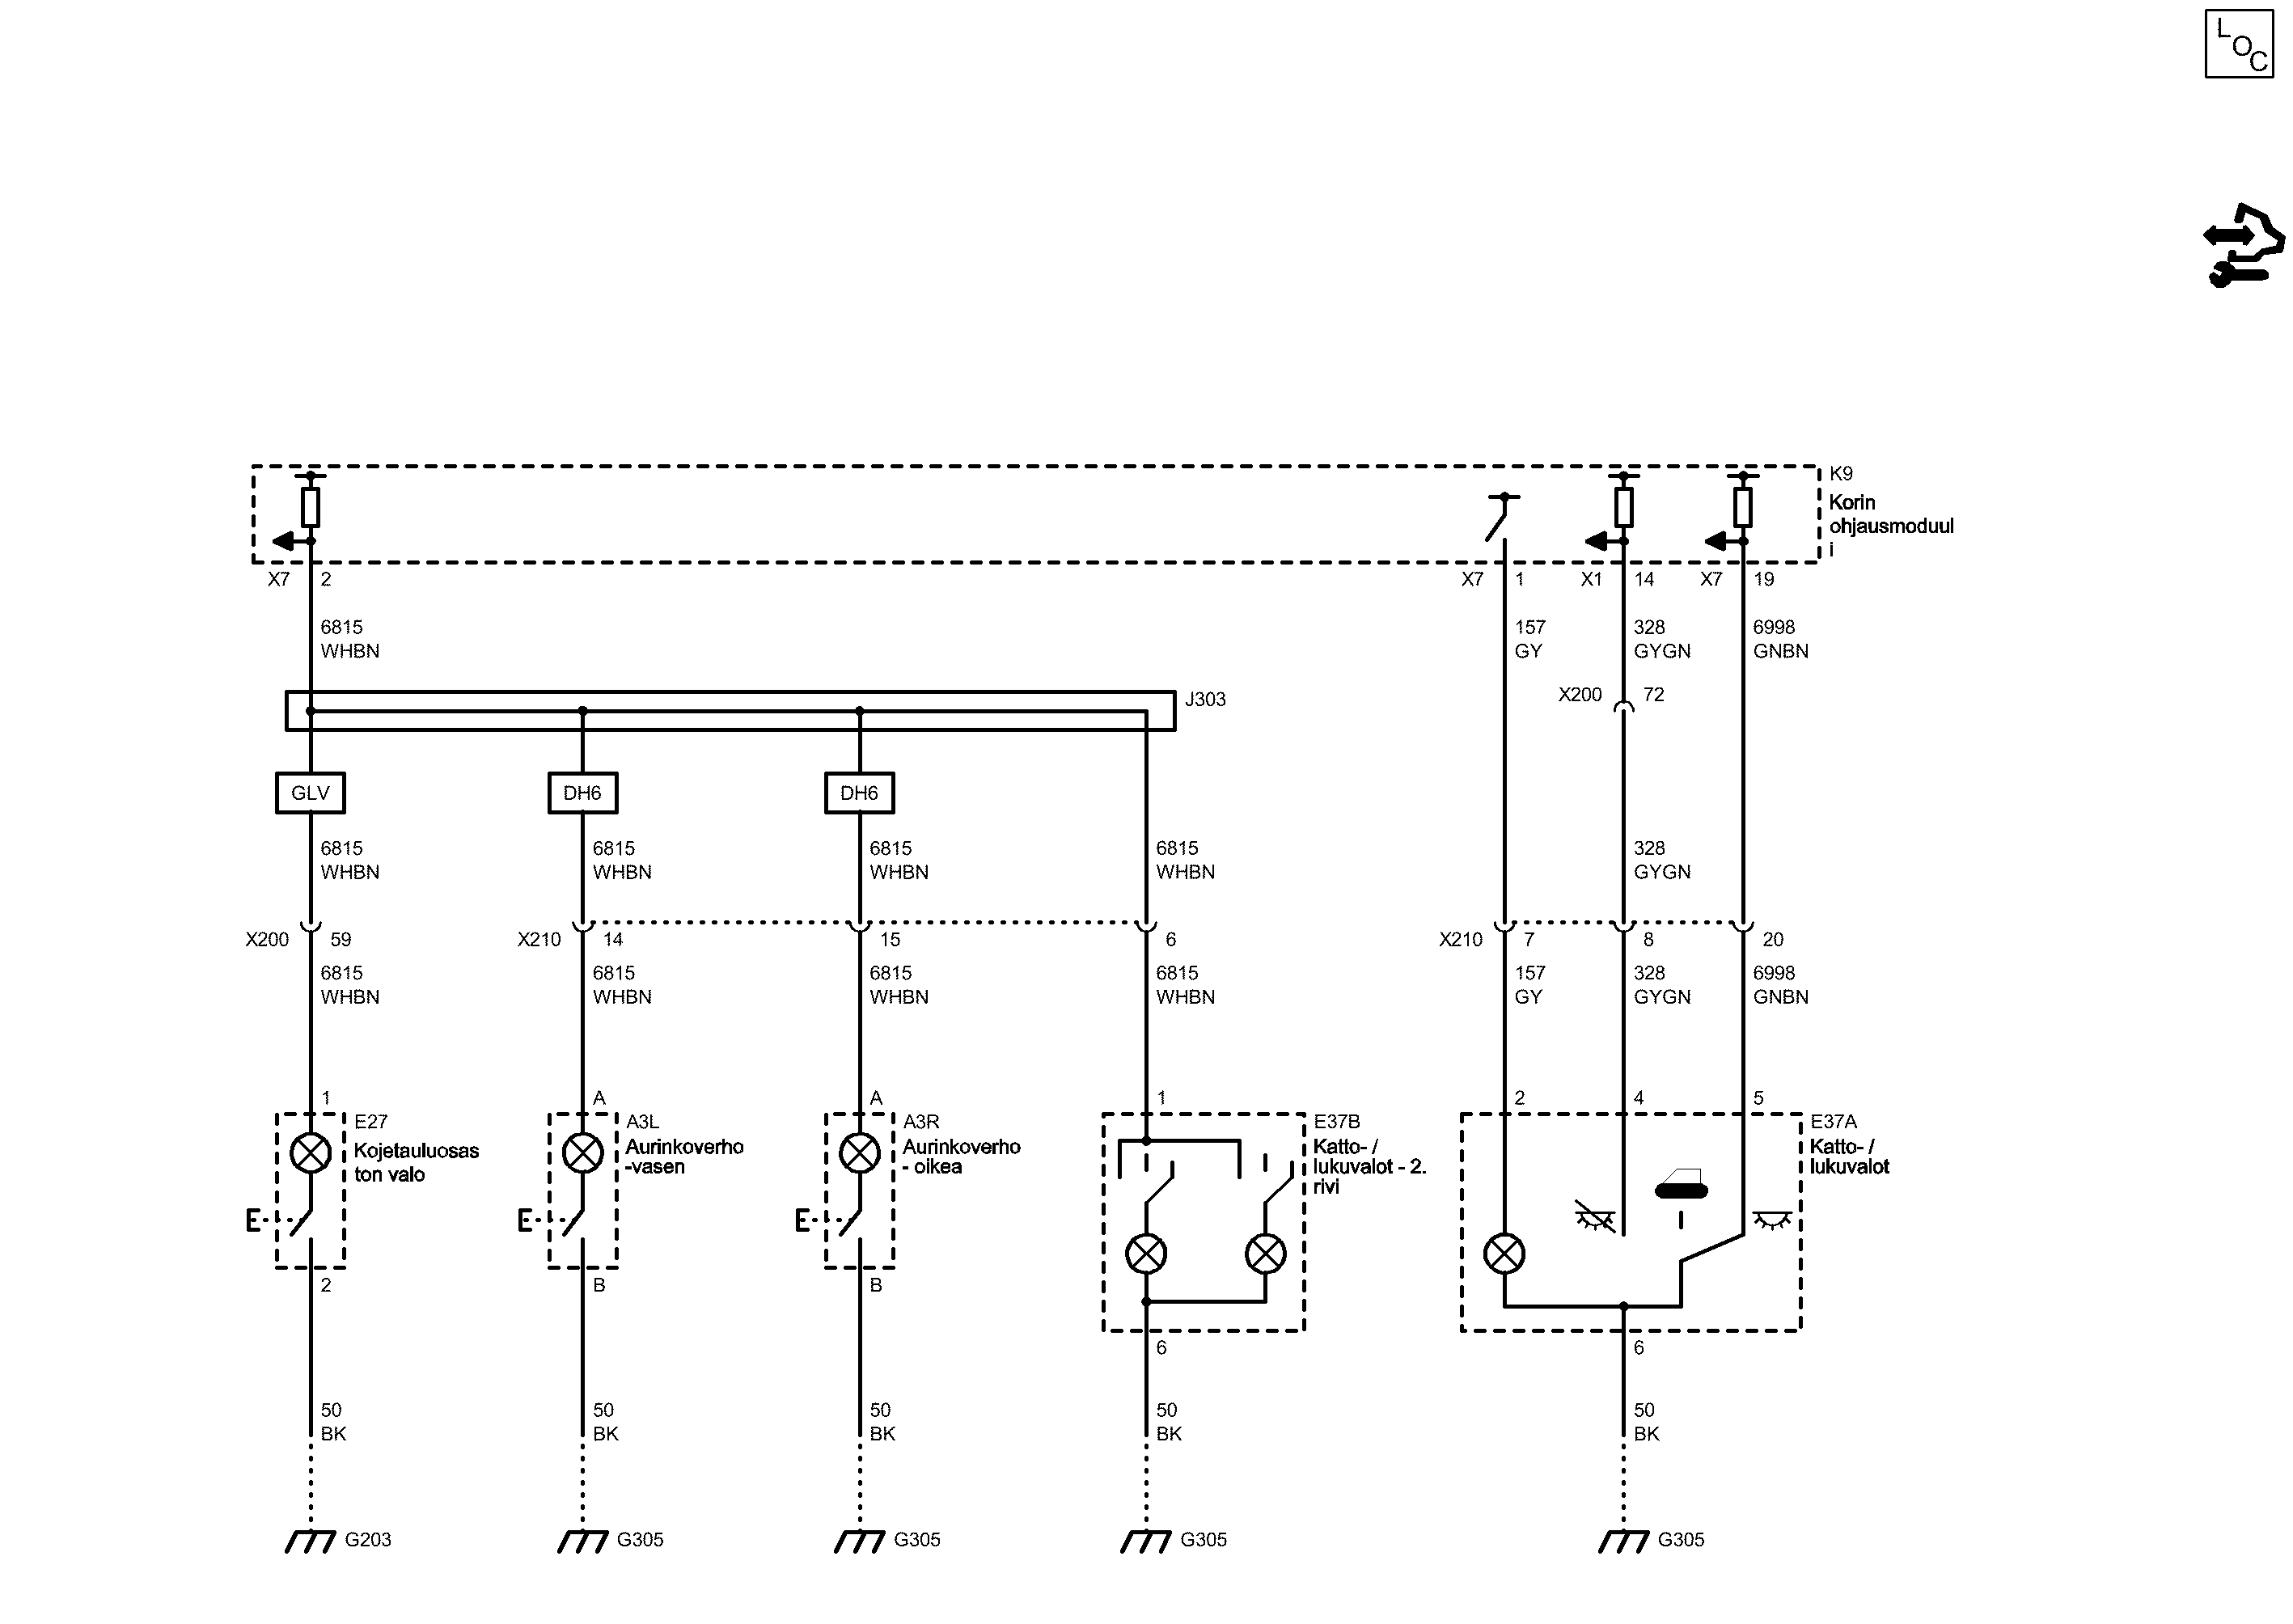 LOC
K9
Korin
ohjausmoduul
i
X7 2
X7 1
X1 14
X7 19
6815
WHBN
157
GY
328
GYGN
6998
GNBN
X200 72
J303
GLV
DH6
DH6
6815
WHBN
6815
WHBN
6815
WHBN
6815
WHBN
328
GYGN
X200 59
X210 14
15
6
X210 7
8
20
6815
WHBN
6815
WHBN
6815
WHBN
6815
WHBN
157
GY
328
GYGN
6998
GNBN
1
A
A
1
2
4
5
E27
Kojetauluosas
ton valo
A3L
Aurinkoverho
-vasen
A3R
Aurinkoverho
- oikea
E37B
Katto- /
lukuvalot - 2.
rivi
E37A
Katto- /
lukuvalot
2
B
B
6
6
50
BK
50
BK
50
BK
50
BK
50
BK
G203
G305
G305
G305
G305